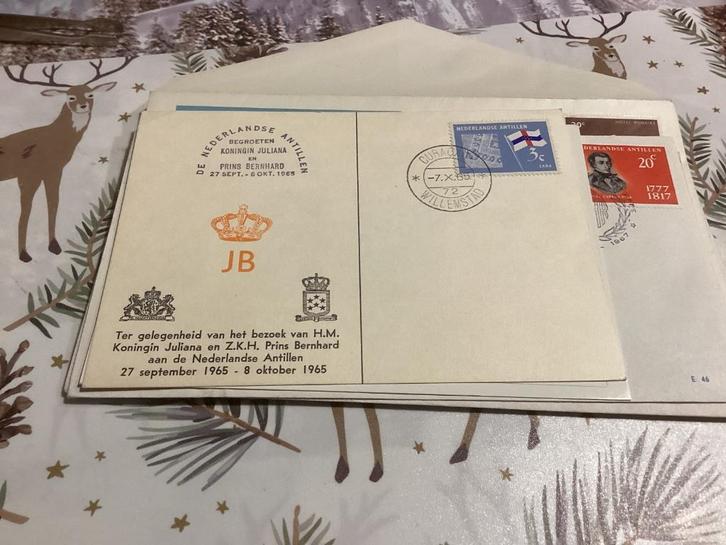 DE NEDERLANDSE ANTILLEN
BEGROETEN
KONINGIN JULIANA
EN
PRINS BERNHARD
27 SEPT. - 8 OKT. 1965
JB
Ter gelegenheid van het bezoek van H.M.
Koningin Juliana en Z.K.H. Prins Bernhard
aan de Nederlandse Antillen
27 september 1965 - 8 oktober 1965
NEDERLANDSE ANTILLEN
3c
-7.X.65
72
WILLEMSTAD
NEDERLANDSE ANTILLEN
20c
1777
1817
1967
E. 46